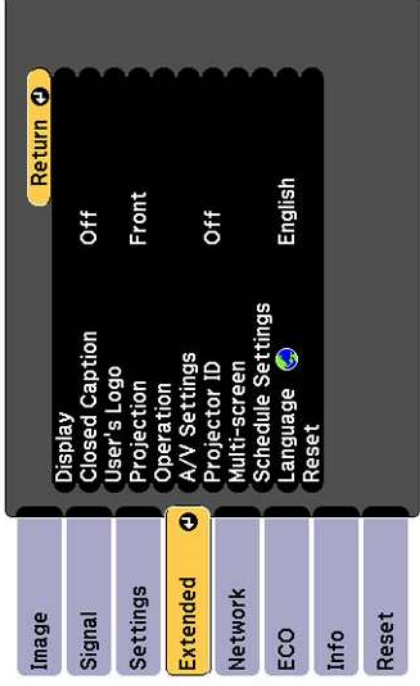 Image
Signal
Settings
Extended
Network
ECO
Info
Reset
Return
Display
Closed Caption Off
User's Logo
Projection Front
Operation
A/V Settings
Projector ID Off
Multi-screen
Schedule Settings
Language English
Reset